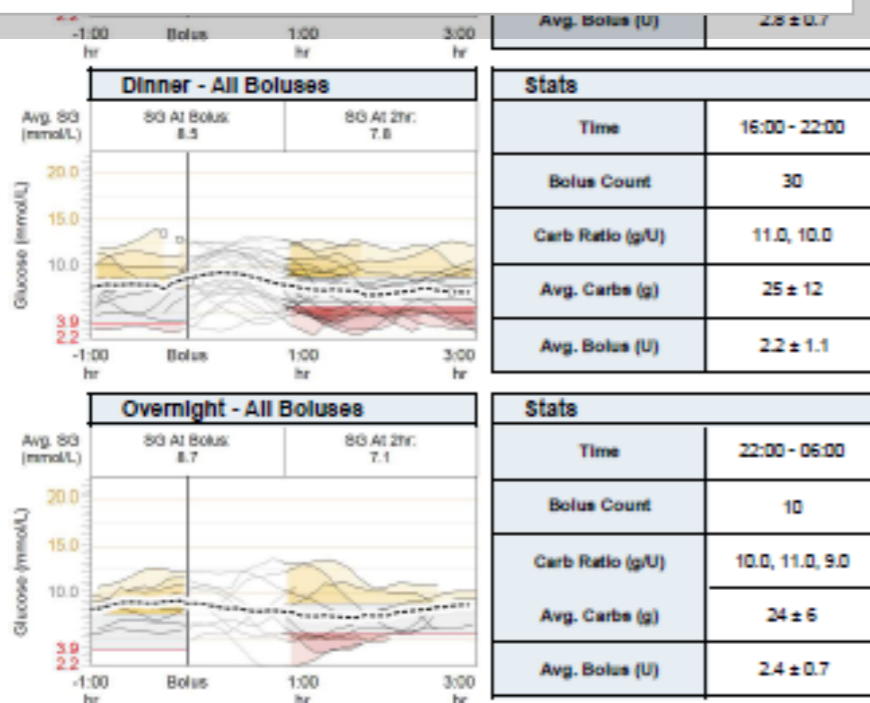 2.2
-1:00 hr Bolus 1:00 hr 3:00 hr
Avg. Bolus (U) 2.8 ± 0.7
Dinner - All Boluses
Avg. SG (mmol/L)
SG At Bolus: 8.5
SG At 2hr: 7.8
Glucose (mmol/L)
20.0
15.0
10.0
3.9
2.2
-1:00 hr Bolus 1:00 hr 3:00 hr
Stats
Time 16:00 - 22:00
Bolus Count 30
Carb Ratio (g/U) 11.0, 10.0
Avg. Carbs (g) 25 ± 12
Avg. Bolus (U) 2.2 ± 1.1
Overnight - All Boluses
Avg. SG (mmol/L)
SG At Bolus: 8.7
SG At 2hr: 7.1
Glucose (mmol/L)
20.0
15.0
10.0
3.9
2.2
-1:00 hr Bolus 1:00 hr 3:00 hr
Stats
Time 22:00 - 06:00
Bolus Count 10
Carb Ratio (g/U) 10.0, 11.0, 9.0
Avg. Carbs (g) 24 ± 6
Avg. Bolus (U) 2.4 ± 0.7